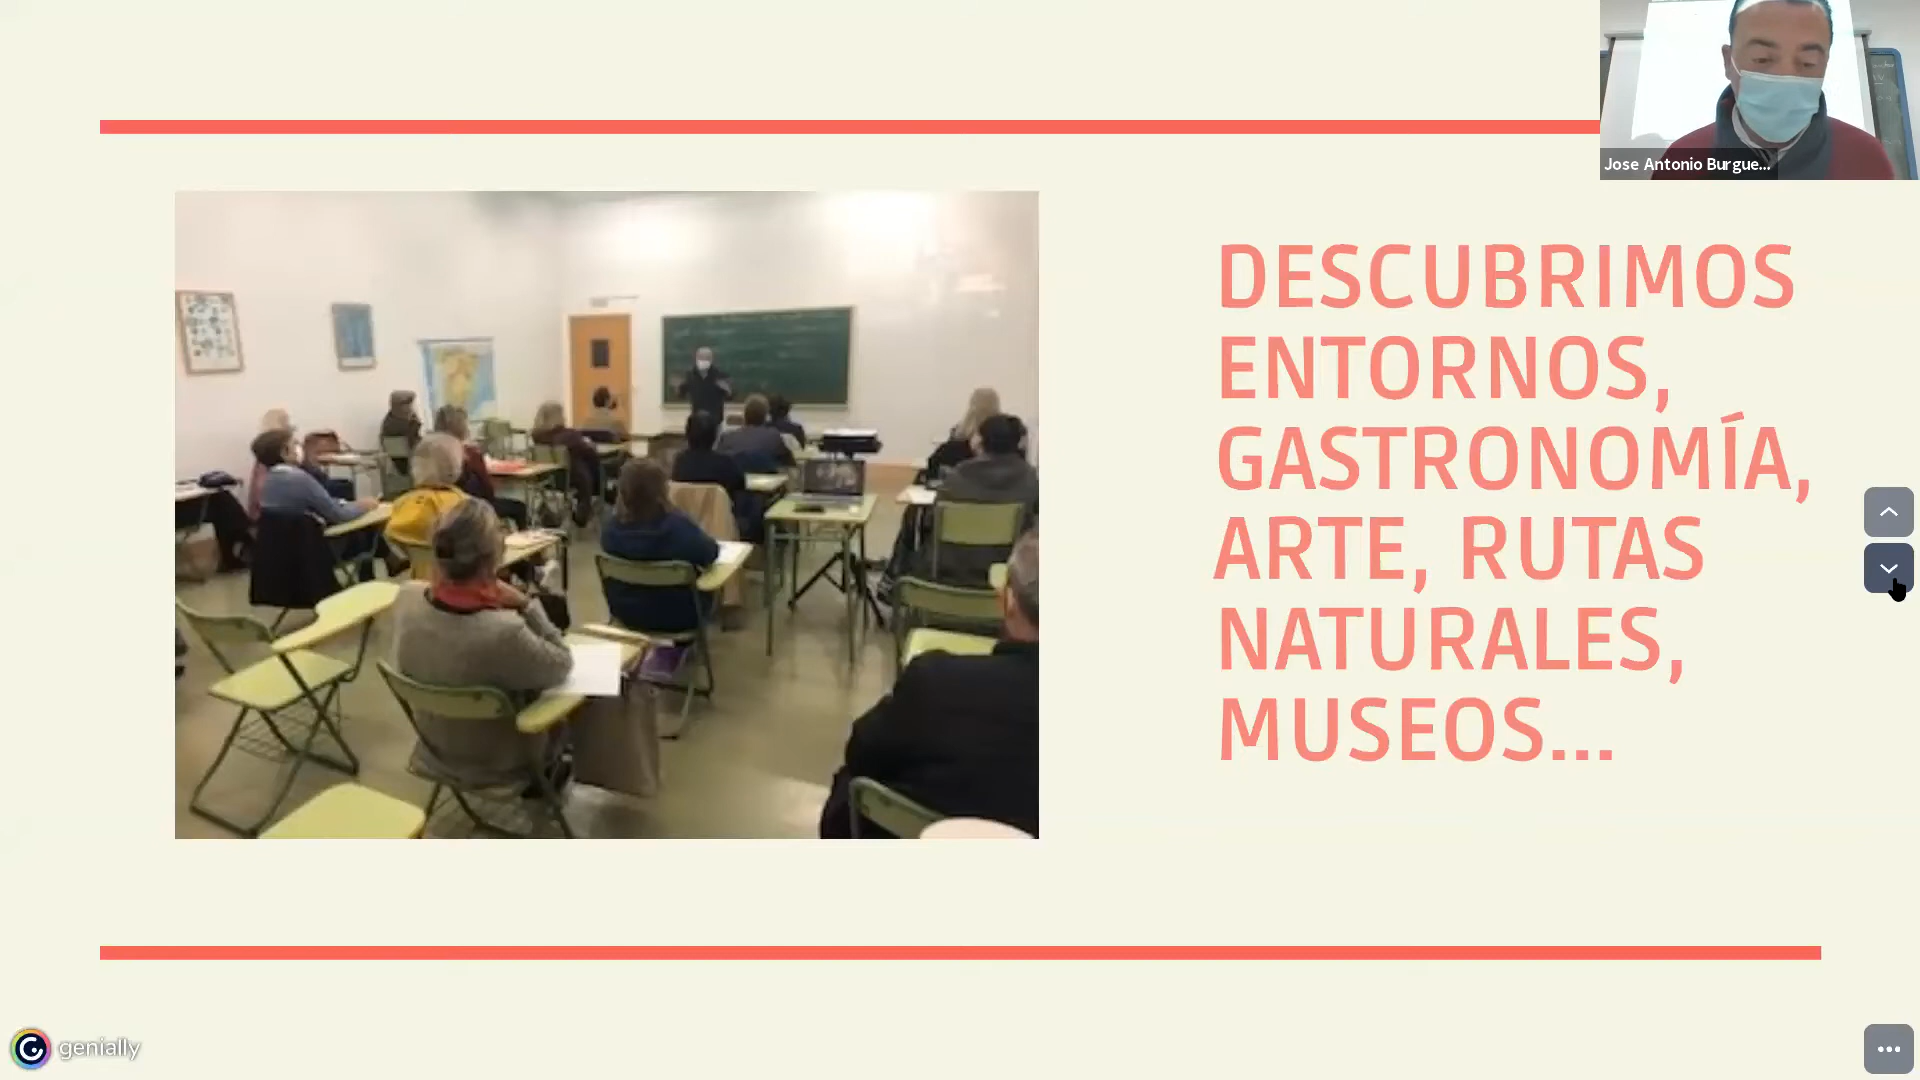 Jose Antonio Burgue...
DESCUBRIMOS
ENTORNOS,
GASTRONOMÍA,
ARTE, RUTAS
NATURALES,
MUSEOS...
genially